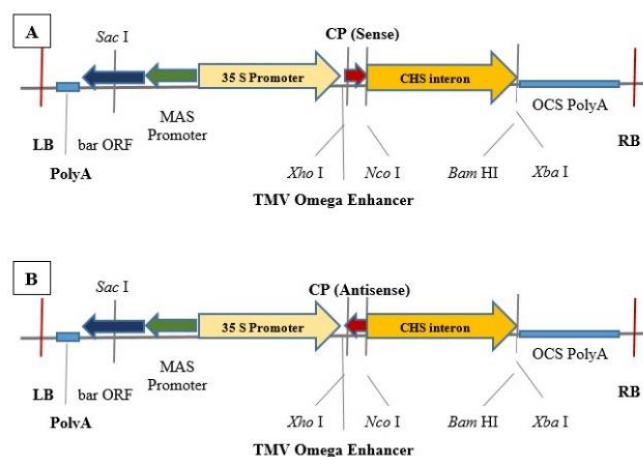 A
Sac I
CP (Sense)
35 S Promoter
CHS interon
MAS
Promoter
OCS PolyA
LB
bar ORF
RB
PolyA
Xho I
Nco I
Bam HI
Xba I
TMV Omega Enhancer
B
Sac I
CP (Antisense)
35 S Promoter
CHS interon
MAS
Promoter
OCS PolyA
LB
bar ORF
RB
PolyA
Xho I
Nco I
Bam HI
Xba I
TMV Omega Enhancer